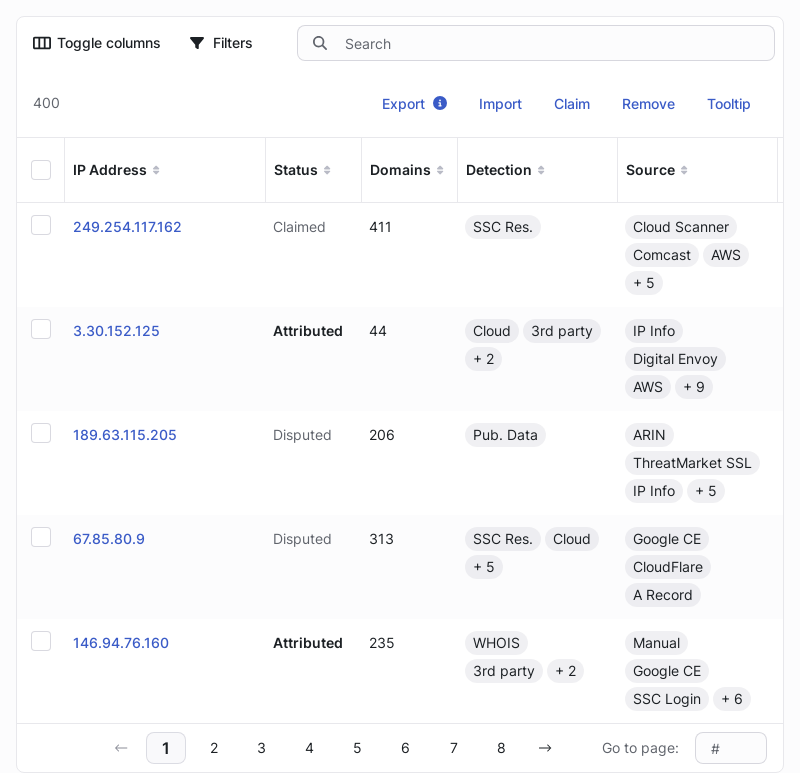 Toggle columns Filters Search
400 Export Import Claim Remove Tooltip
IP Address Status Domains Detection Source
249.254.117.162 Claimed 411 SSC Res. Cloud Scanner
Comcast AWS
+ 5
3.30.152.125 Attributed 44 Cloud 3rd party IP Info
+ 2 Digital Envoy
AWS + 9
189.63.115.205 Disputed 206 Pub. Data ARIN
ThreatMarket SSL
IP Info + 5
67.85.80.9 Disputed 313 SSC Res. Cloud Google CE
+ 5 CloudFlare
A Record
146.94.76.160 Attributed 235 WHOIS Manual
3rd party + 2 Google CE
SSC Login + 6
← 1 2 3 4 5 6 7 8 → Go to page: #